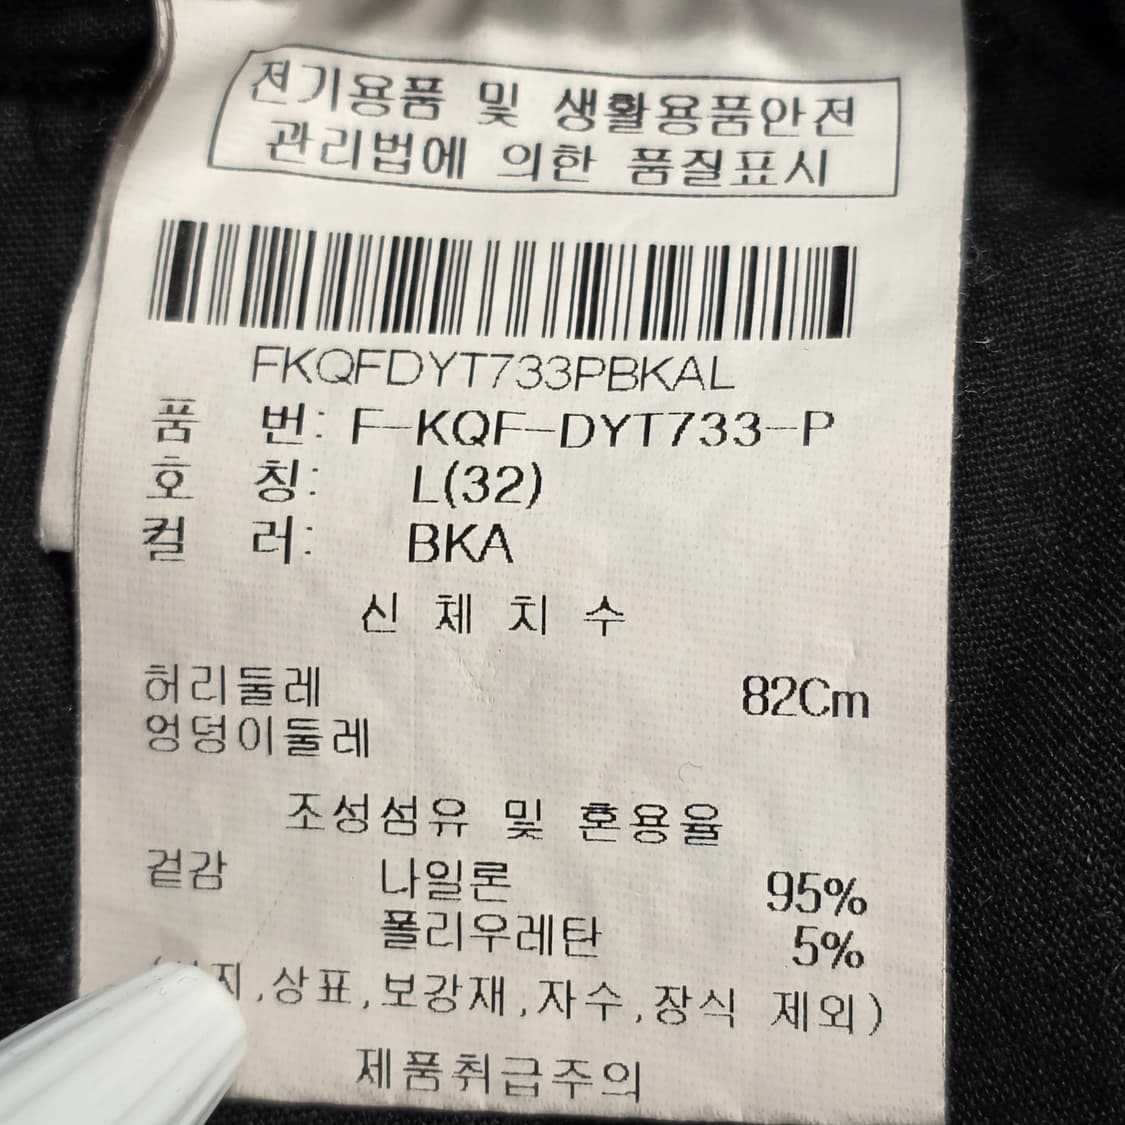 전기용품 및 생활용품안전
관리법에 의한 품질표시
FKQFDYT733PBKAL
품 번: F-KQF-DYT733-P
호 칭: L(32)
컬 러: BKA
신 체 치 수
허리둘레 82Cm
엉덩이둘레
조성섬유 및 혼용율
겉감 나일론 95%
폴리우레탄 5%
,상표,보강재,자수,장식 제외)
제품취급주의